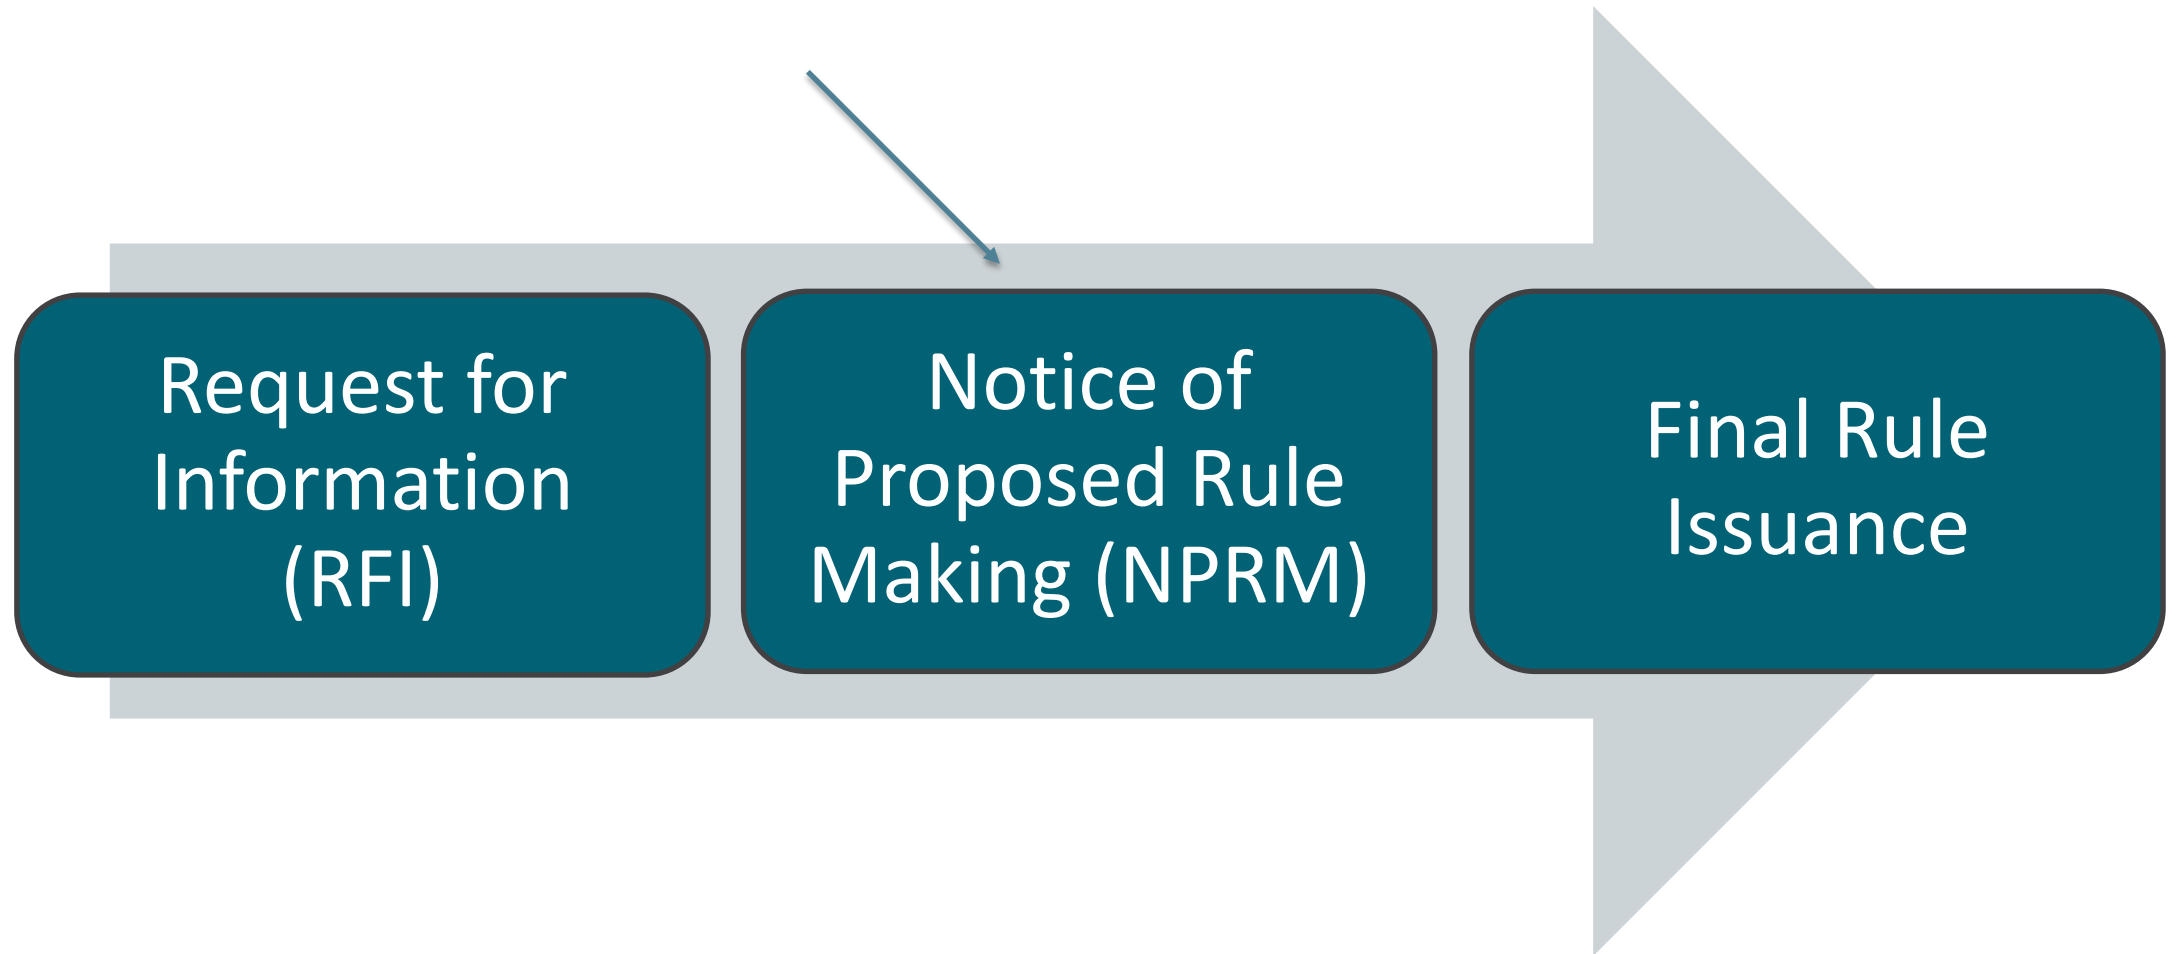 Request for
Information
(RFI)
Notice of
Proposed Rule
Making (NPRM)
Final Rule
Issuance